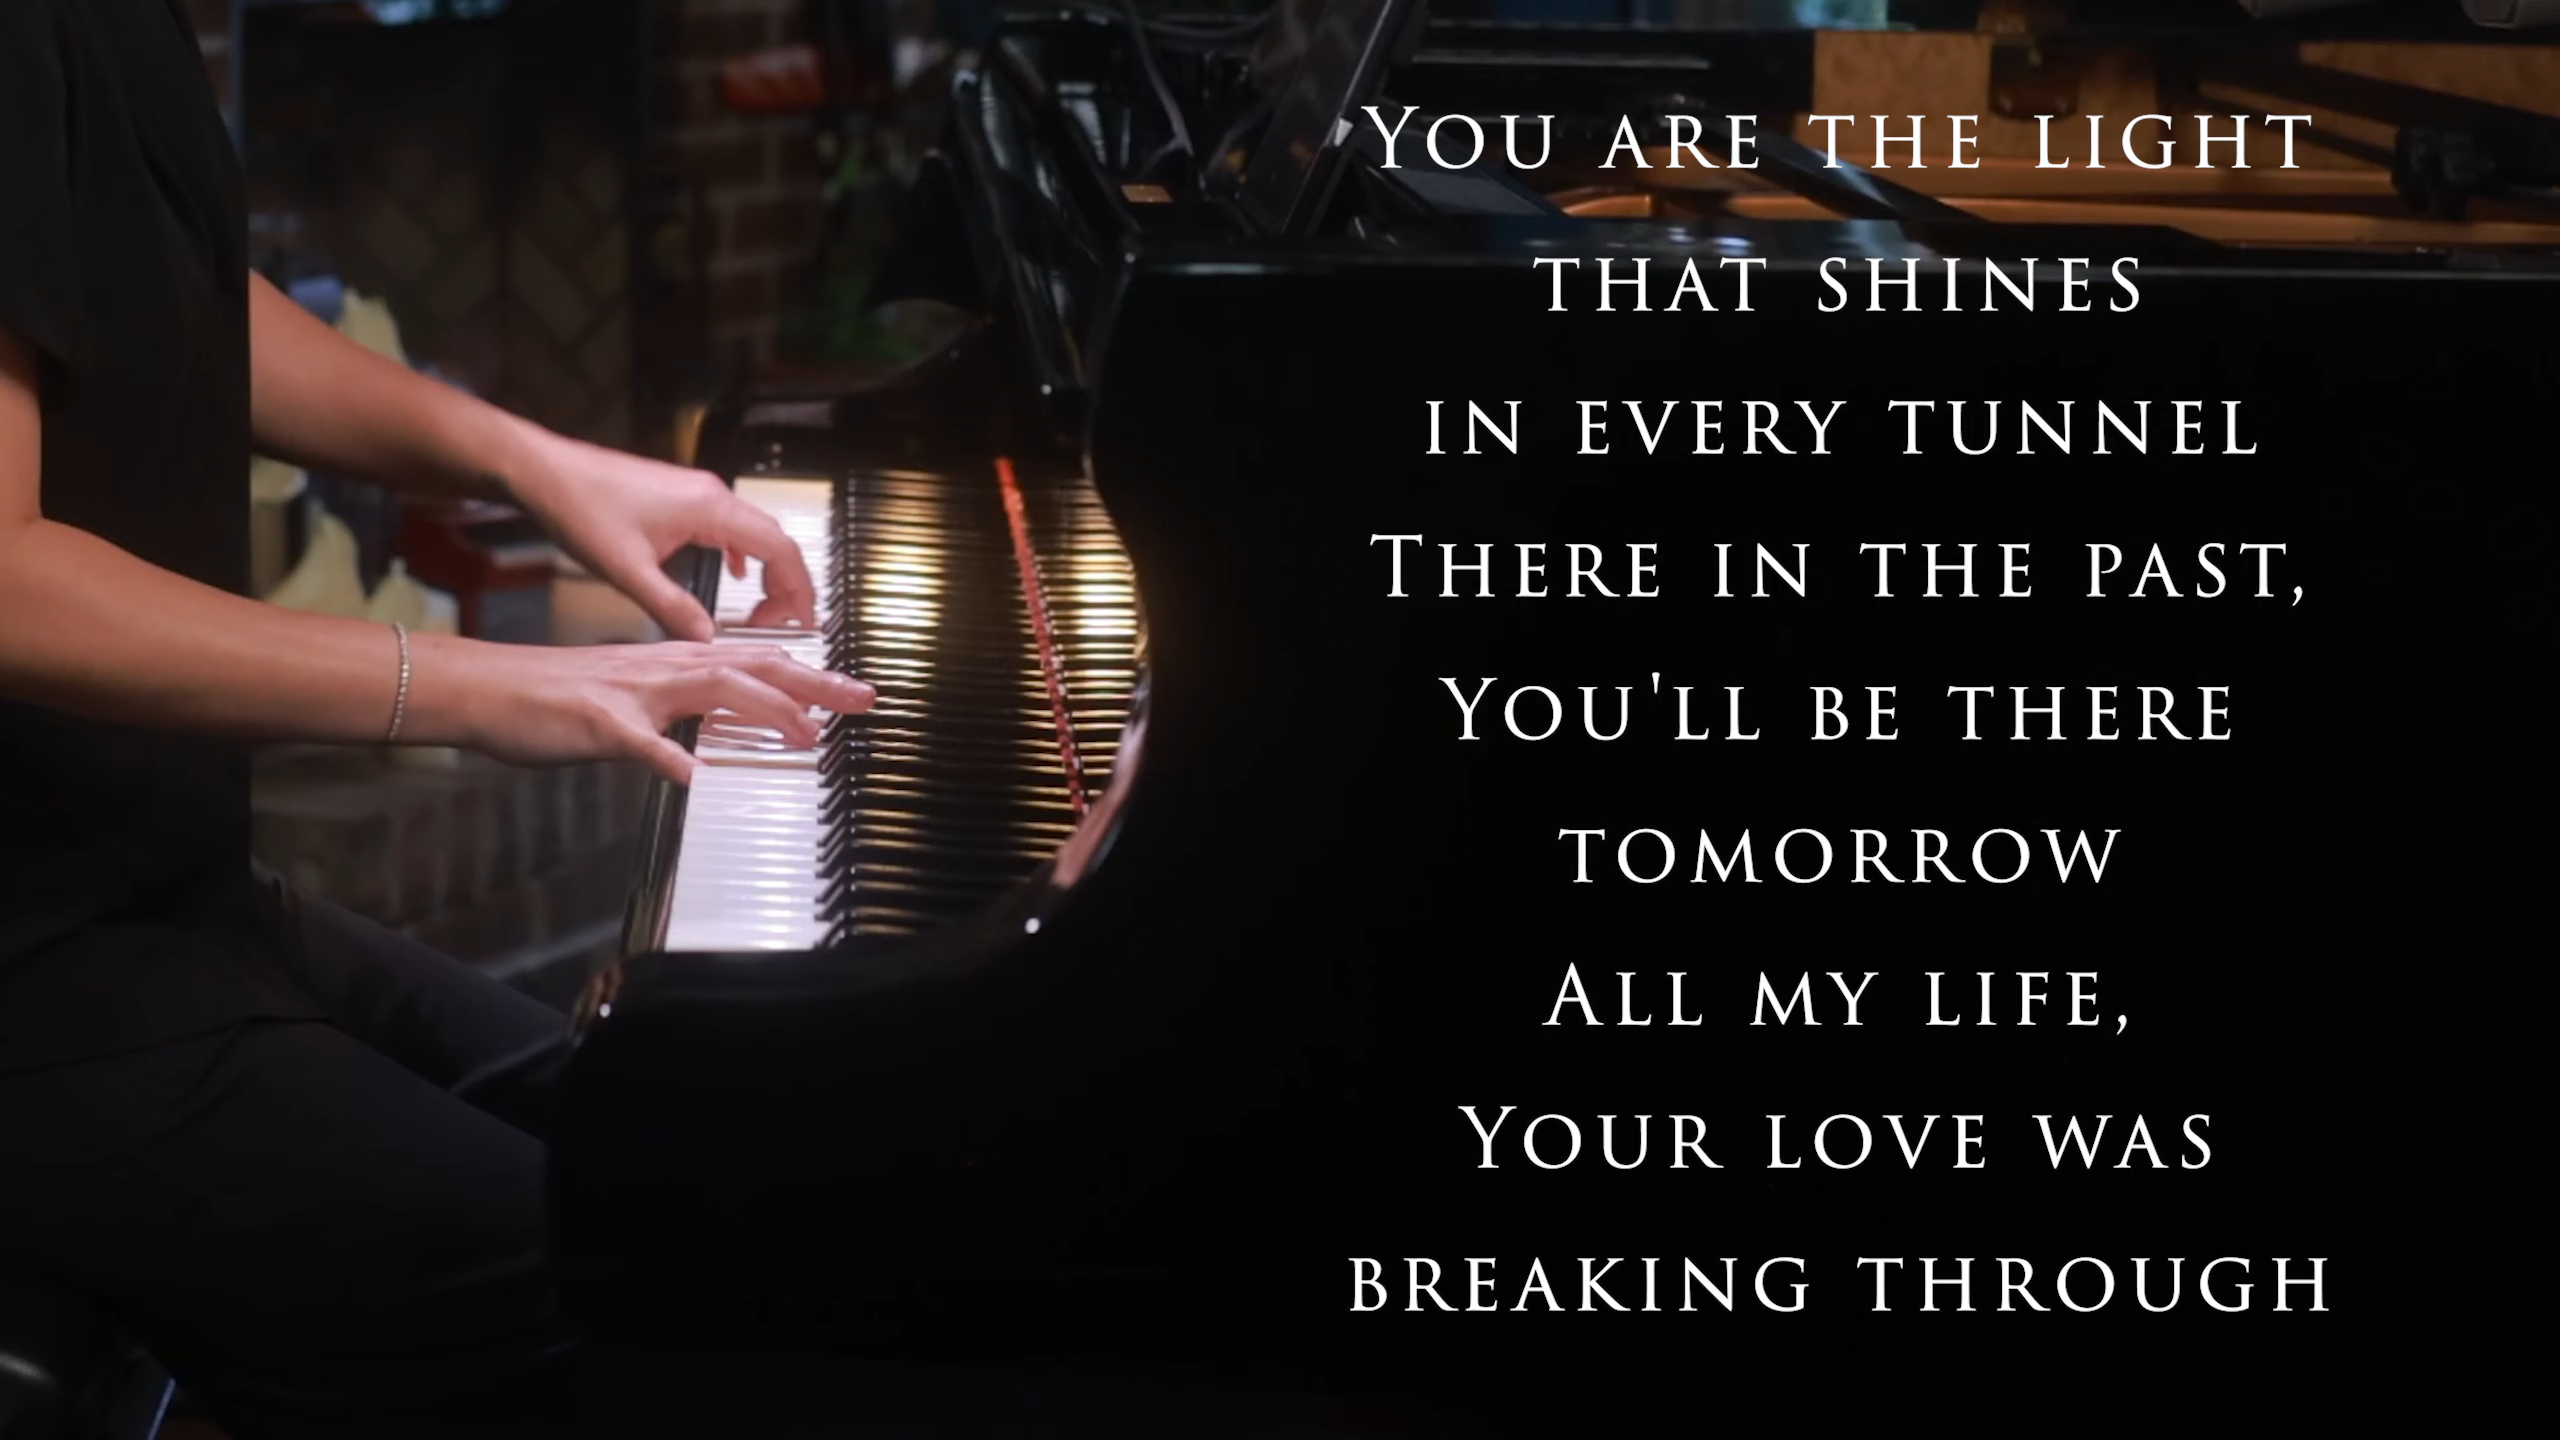 You are the light
that shines
in every tunnel
There in the past,
You'll be there
tomorrow
All my life,
Your love was
breaking through